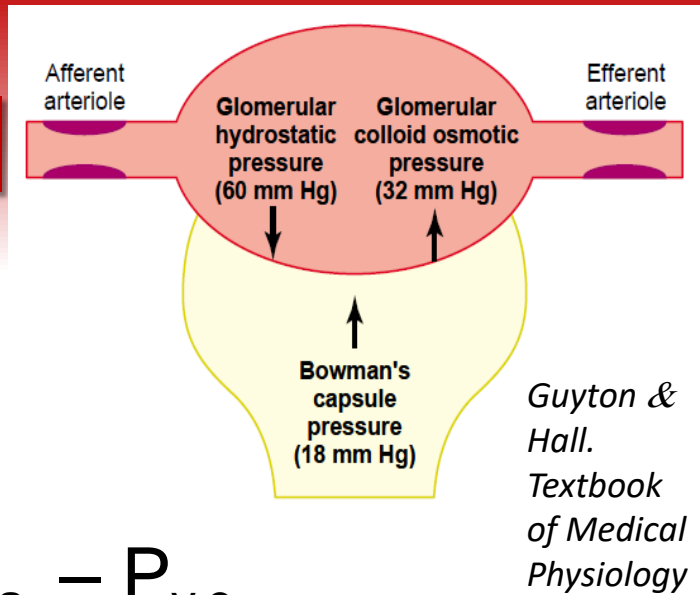 Afferent
arteriole
Efferent
arteriole
Glomerular
hydrostatic
pressure
(60 mm Hg)
Glomerular
colloid osmotic
pressure
(32 mm Hg)
Bowman's
capsule
pressure
(18 mm Hg)
Guyton &
Hall.
Textbook
of Medical
Physiology
– P